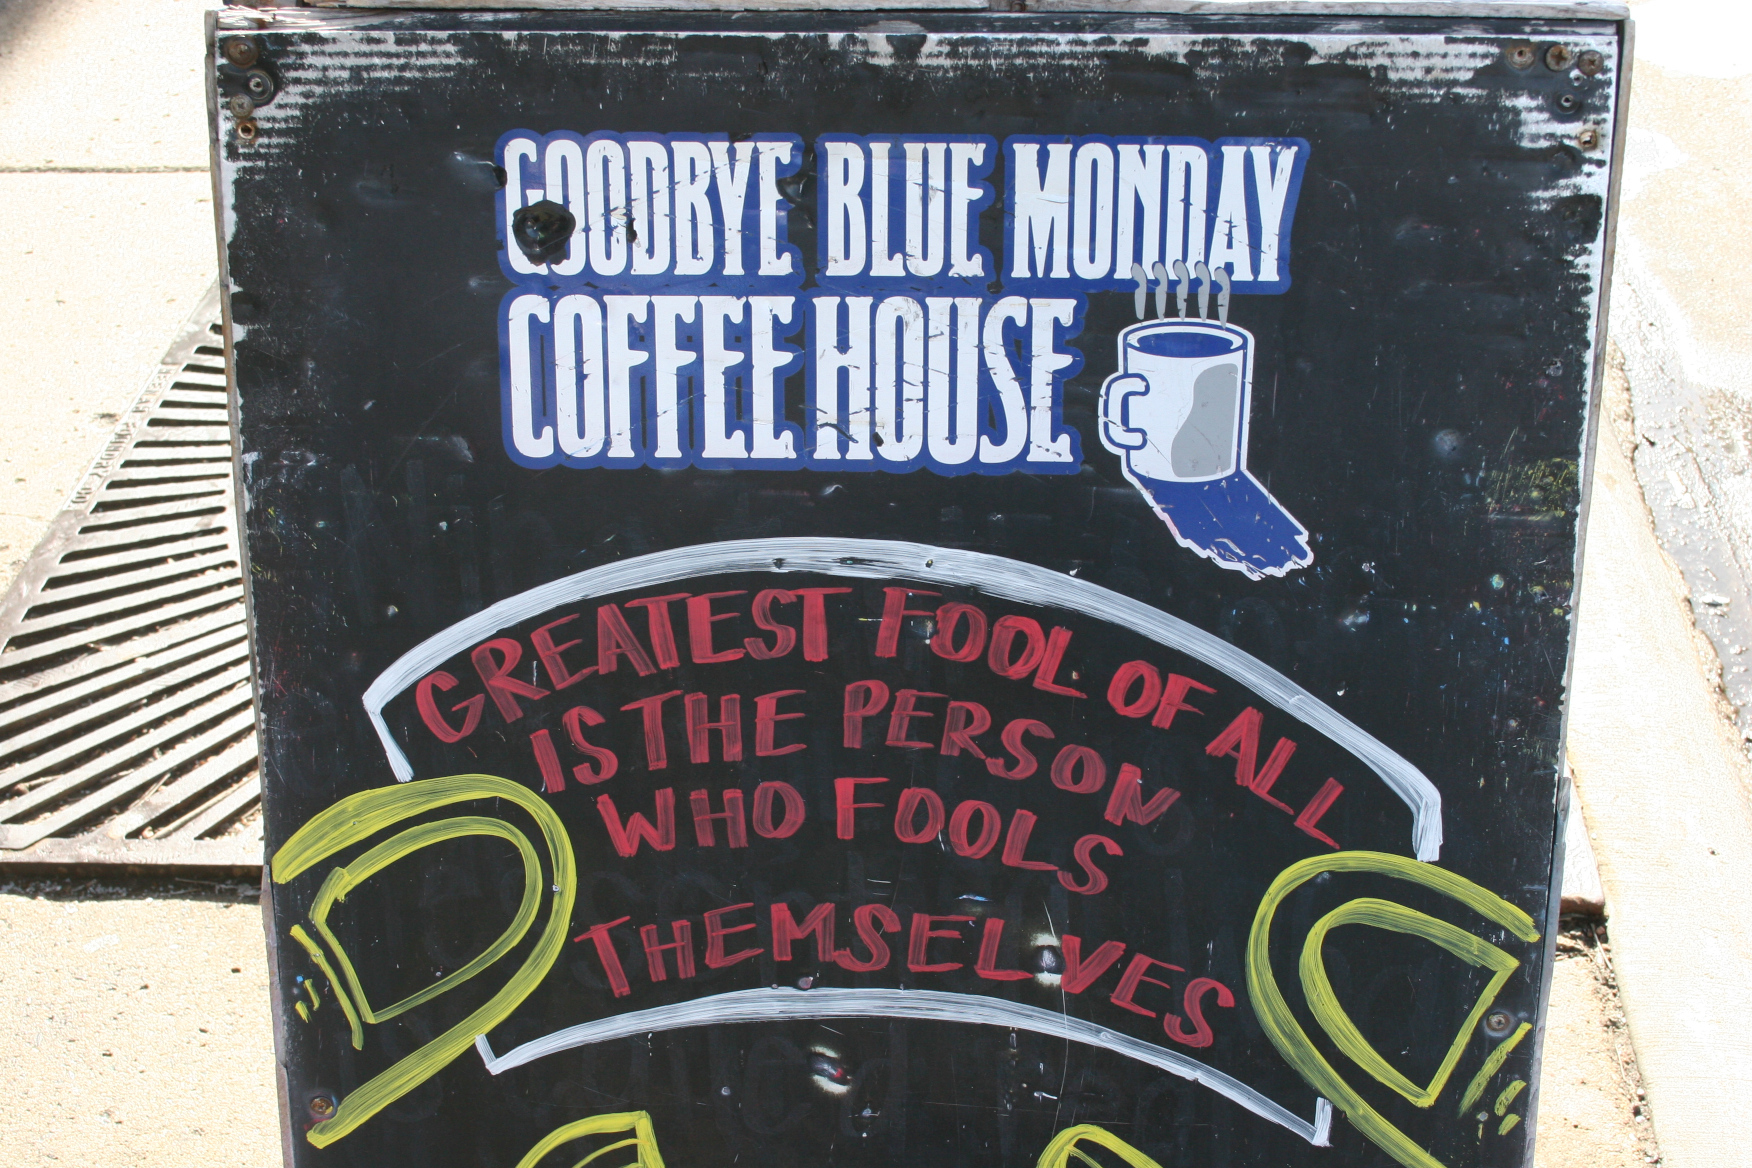 GOODBYE BLUE MONDAY
COFFEE HOUSE
GREATEST FOOL OF ALL
IS THE PERSON
WHO FOOLS
THEMSELVES